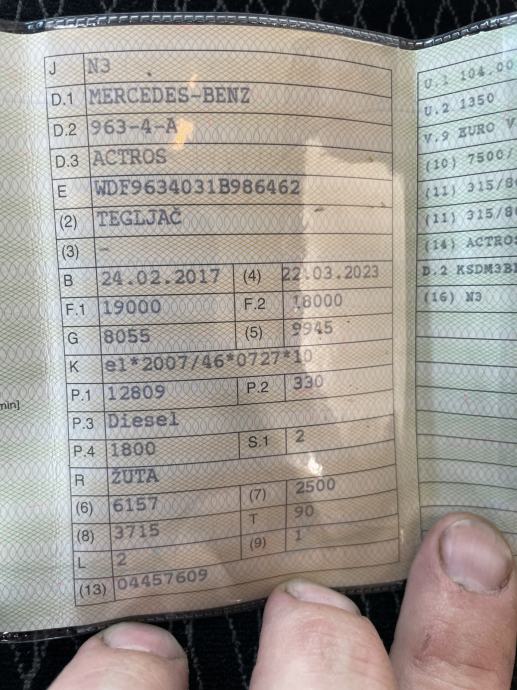 J N3
D.1 MERCEDES-BENZ
D.2 963-4-A
D.3 ACTROS
E WDF9634031B986462
(2) TEGLJAČ
(3) –
B 24.02.2017 (4) 22.03.2023
F.1 19000 F.2 18000
G 8055 (5) 9945
K e1*2007/46*0727*10
P.1 12809 P.2 330
P.3 Diesel
P.4 1800 S.1 2
R ŽUTA
(6) 6157 (7) 2500
(8) 3715 T 90
L 2 (9) 1
(13) 04457609
min]
U.1 104.00
U.2 1350
V.9 EURO V
(10) 7500/
(11) 315/8
(11) 315/8
(14) ACTROS
D.2 KSDM3B
(16) N3